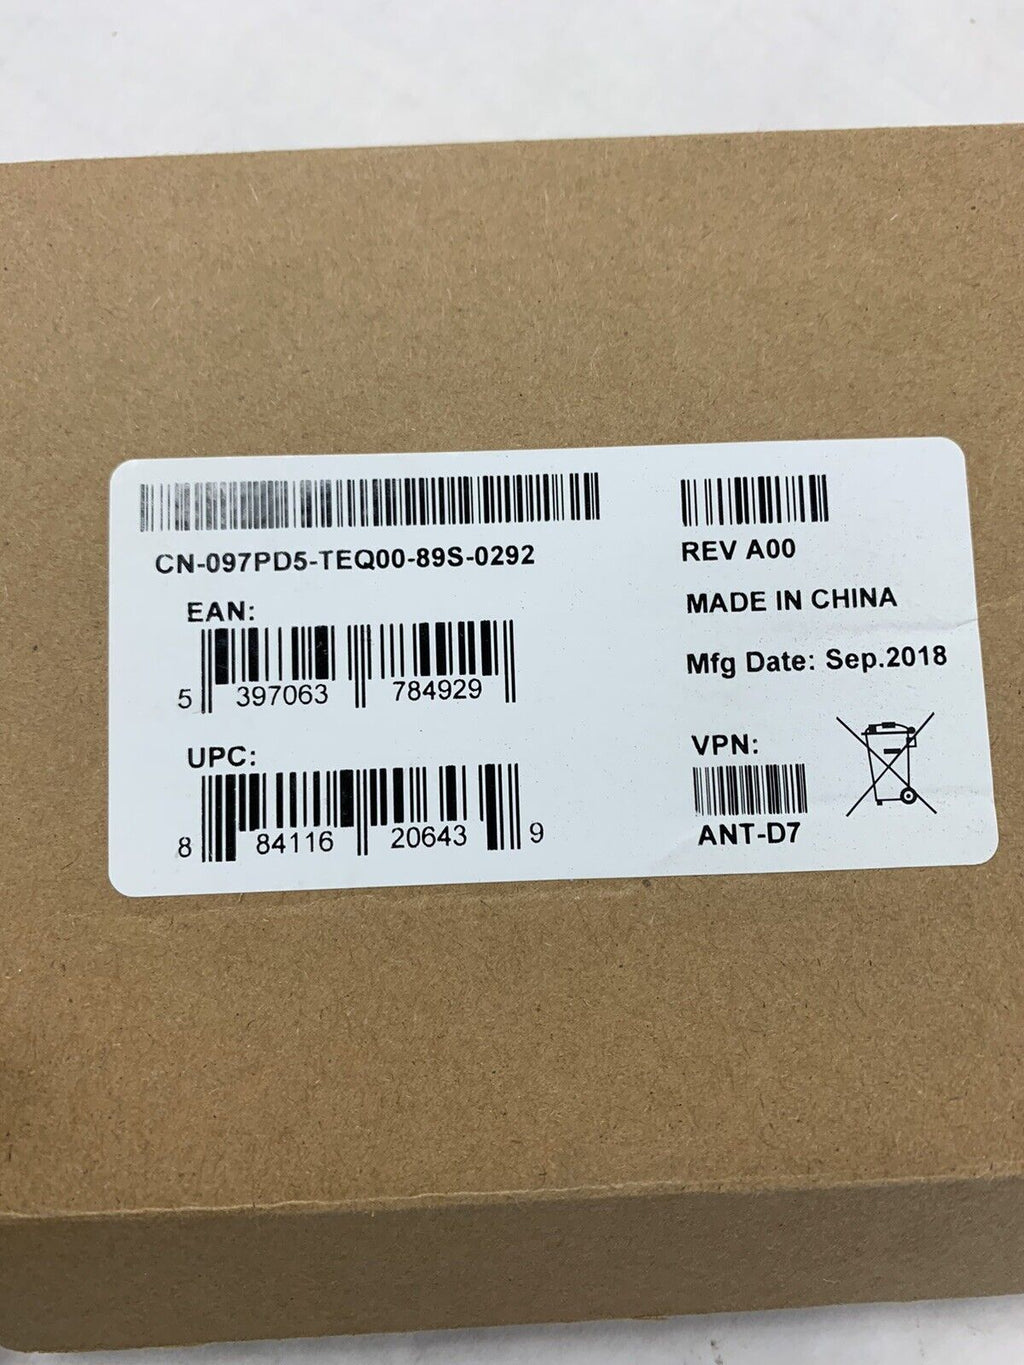 CN-097PD5-TEQ00-89S-0292
REV A00
EAN:
5 397063 784929
MADE IN CHINA
Mfg Date: Sep.2018
UPC:
8 84116 20643 9
VPN:
ANT-D7